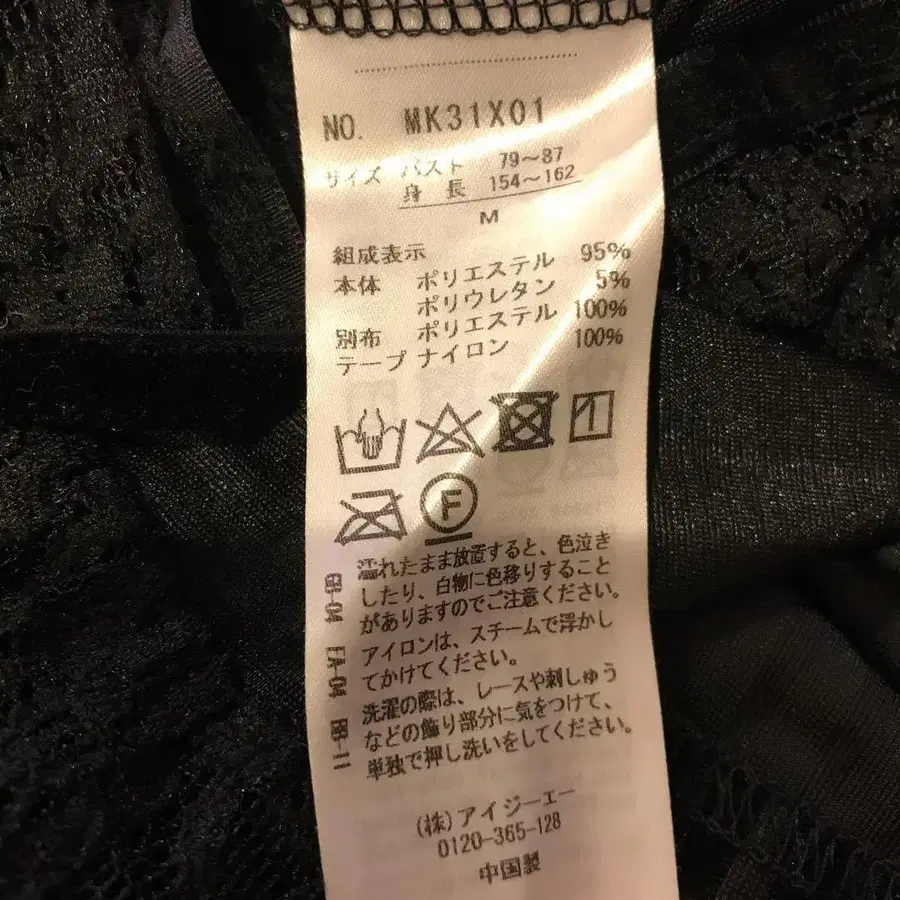 NO. MK31X01
サイズ バスト 79～87
身長 154～162
M
組成表示
本体 ポリエステル 95%
ポリウレタン 5%
別布 ポリエステル 100%
テープ ナイロン 100%
F
濡れたまま放置すると、色泣き
したり、白物に色移りすること
がありますのでご注意ください。
アイロンは、スチームで浮かし
てかけてください。
洗濯の際は、レースや刺しゅう
などの飾り部分に気をつけて、
単独で押し洗いをしてください。
(株)アイジーエー
0120-365-128
中国製